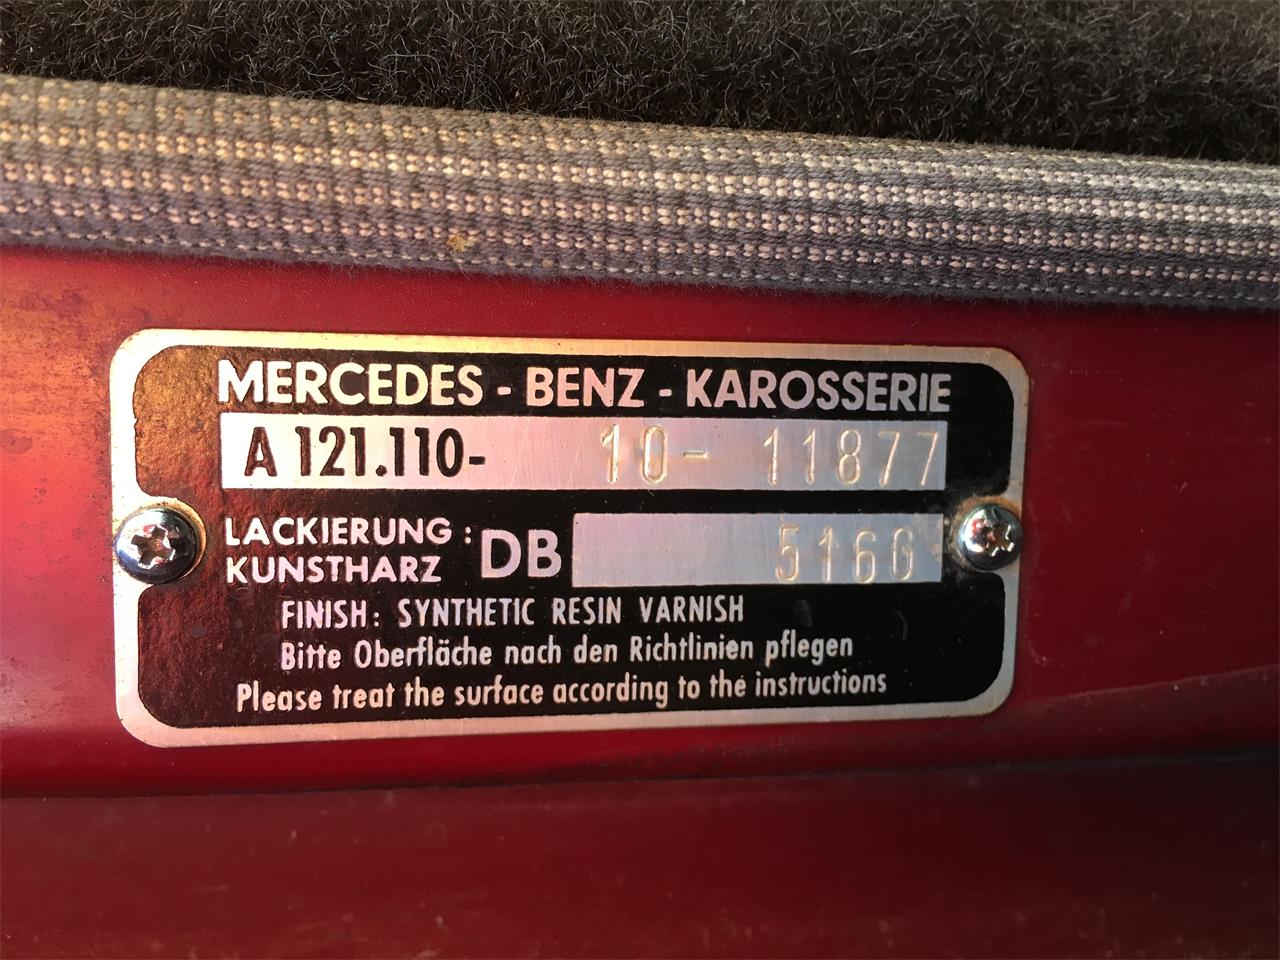 MERCEDES - BENZ - KAROSSERIE
A 121.110- 10- 11877
LACKIERUNG :
KUNSTHARZ DB 5166
FINISH: SYNTHETIC RESIN VARNISH
Bitte Oberfläche nach den Richtlinien pflegen
Please treat the surface according to the instructions